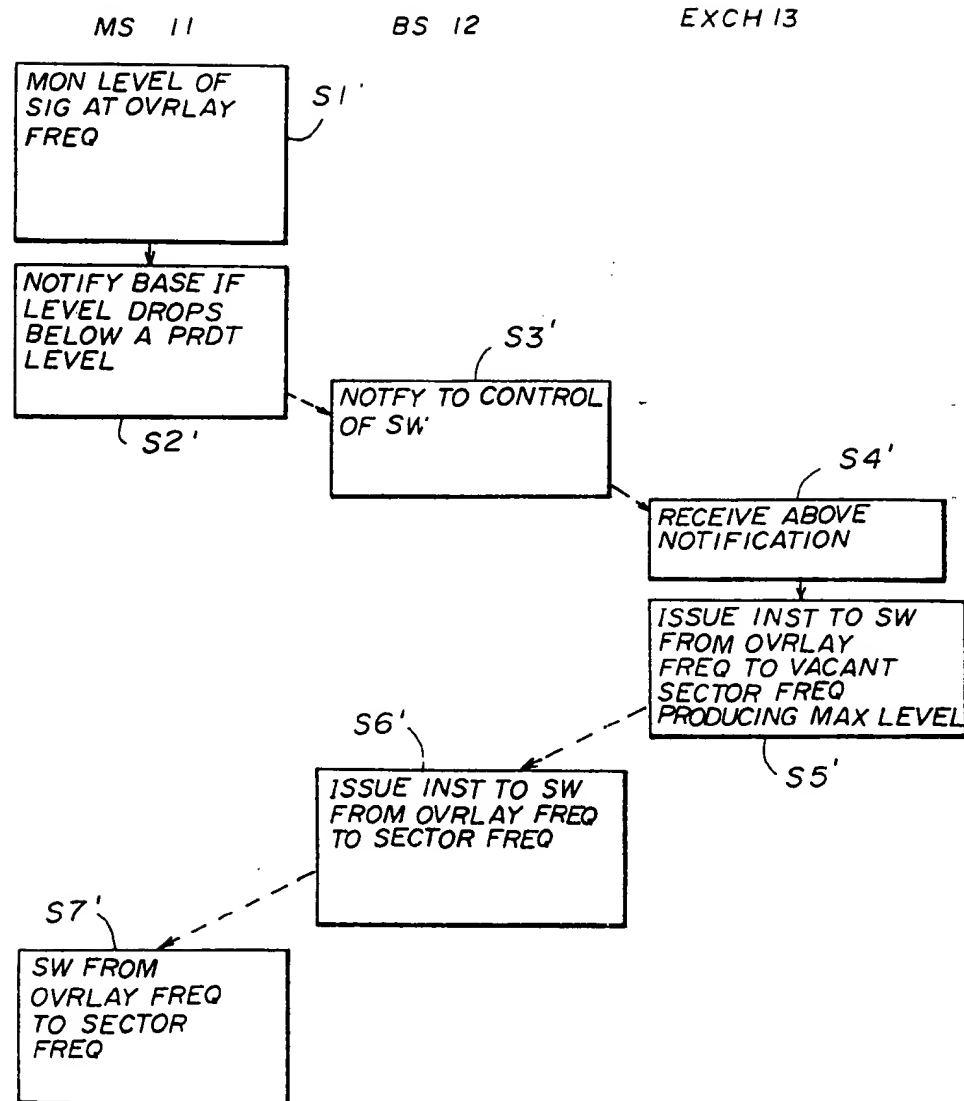 MS 11
BS 12
EXCH 13
MON LEVEL OF
SIG AT OVRLAY
FREQ
S1'
NOTIFY BASE IF
LEVEL DROPS
BELOW A PRDT
LEVEL
S2'
S3'
NOTFY TO CONTROL
OF SW
S4'
RECEIVE ABOVE
NOTIFICATION
ISSUE INST TO SW
FROM OVRLAY
FREQ TO VACANT
SECTOR FREQ
PRODUCING MAX LEVEL
S5'
S6'
ISSUE INST TO SW
FROM OVRLAY FREQ
TO SECTOR FREQ
S7'
SW FROM
OVRLAY FREQ
TO SECTOR
FREQ